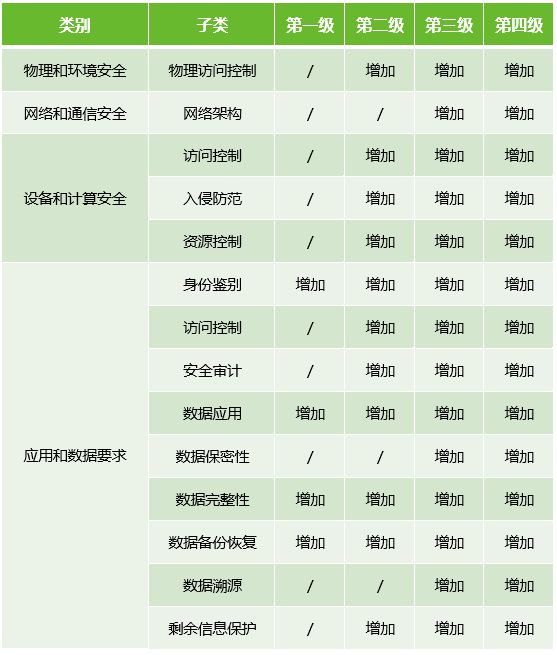 类别 子类 第一级 第二级 第三级 第四级
物理和环境安全 物理访问控制 / 增加 增加 增加
网络和通信安全 网络架构 / / 增加 增加
设备和计算安全 访问控制 / 增加 增加 增加
入侵防范 / 增加 增加 增加
资源控制 / 增加 增加 增加
应用和数据要求 身份鉴别 增加 增加 增加 增加
访问控制 / 增加 增加 增加
安全审计 / 增加 增加 增加
数据应用 增加 增加 增加 增加
数据保密性 / / 增加 增加
数据完整性 增加 增加 增加 增加
数据备份恢复 增加 增加 增加 增加
数据溯源 / / 增加 增加
剩余信息保护 / 增加 增加 增加